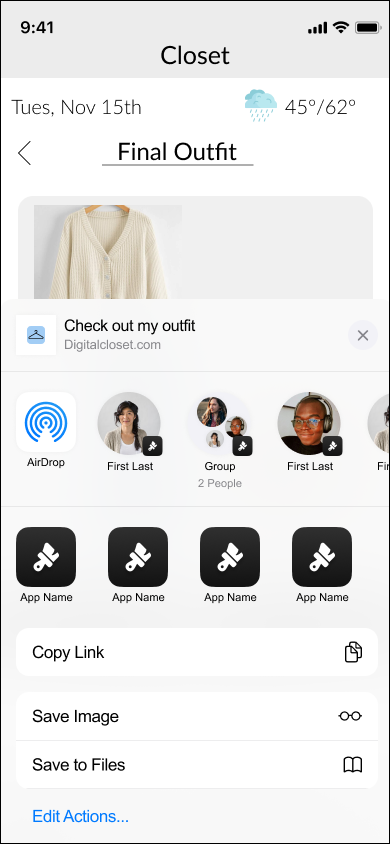 9:41
Closet
Tues, Nov 15th
45°/62°
Final Outfit
Check out my outfit
Digitalcloset.com
AirDrop
First Last
Group
2 People
First Last
Firs
App Name
App Name
App Name
App Name
Copy Link
Save Image
Save to Files
Edit Actions...